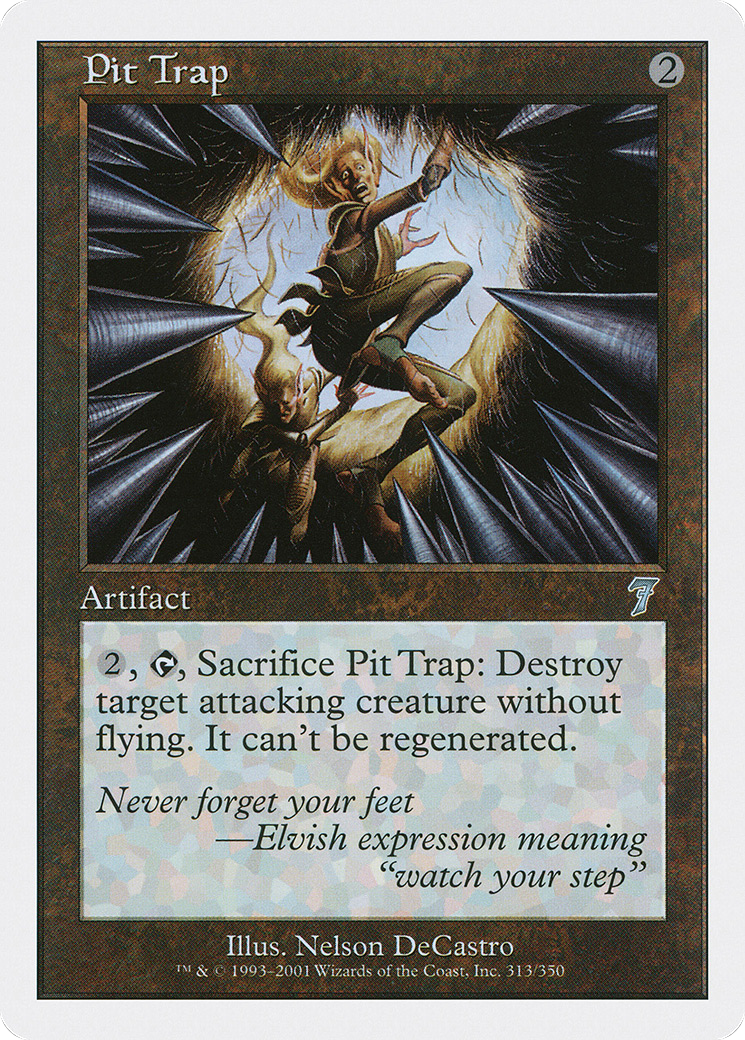 Pit Trap
2
Artifact
7
2, , Sacrifice Pit Trap: Destroy
target attacking creature without
flying. It can't be regenerated.
Never forget your feet
—Elvish expression meaning
“watch your step”
Illus. Nelson DeCastro
™ & © 1993–2001 Wizards of the Coast, Inc. 313/350